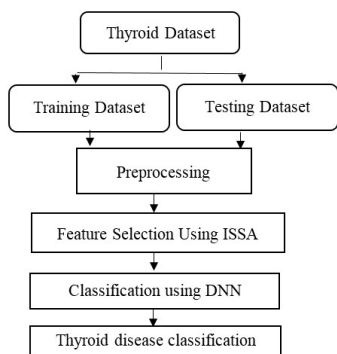 Thyroid Dataset
Training Dataset
Testing Dataset
Preprocessing
Feature Selection Using ISSA
Classification using DNN
Thyroid disease classification